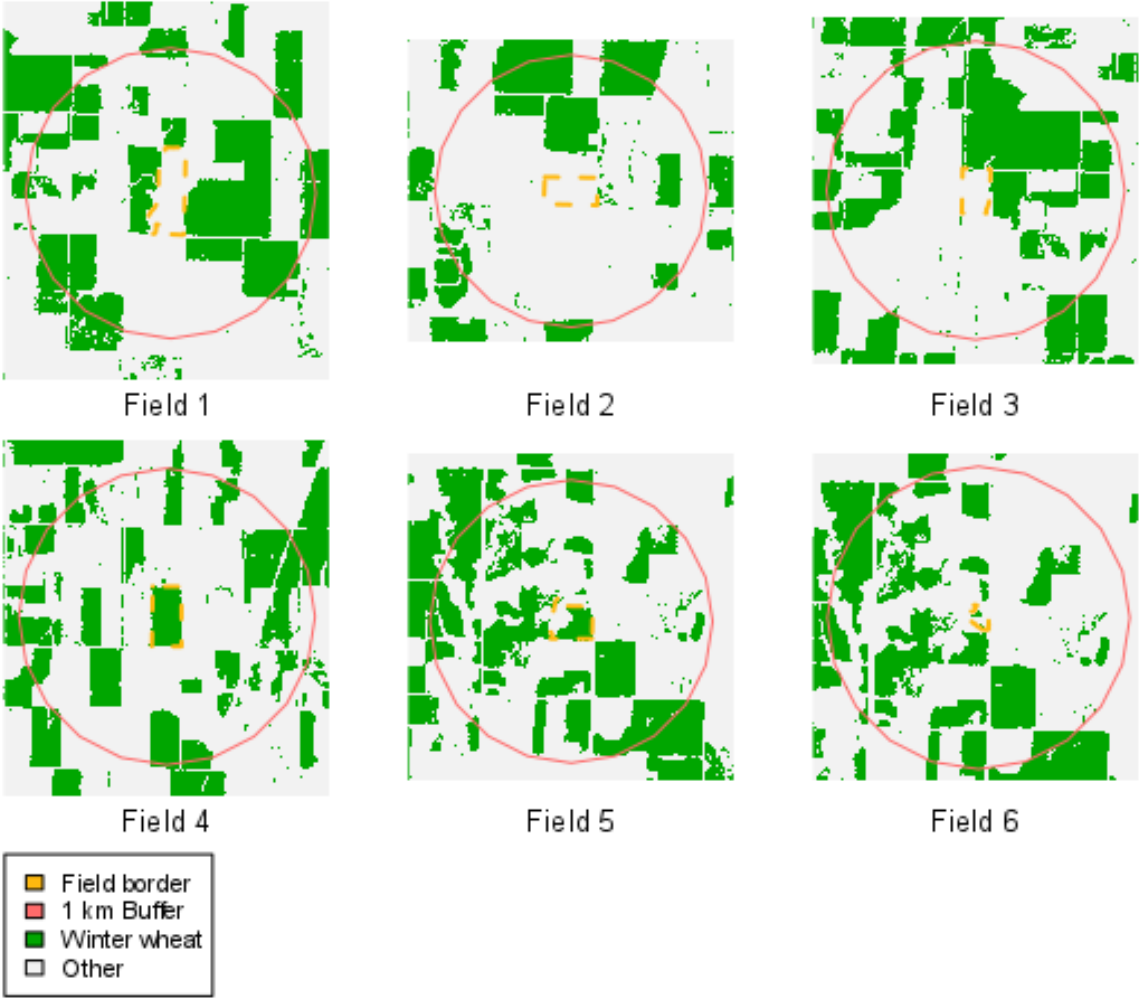 Field 1
Field 2
Field 3
Field 4
Field 5
Field 6
Field border
1 km Buffer
Winter wheat
Other